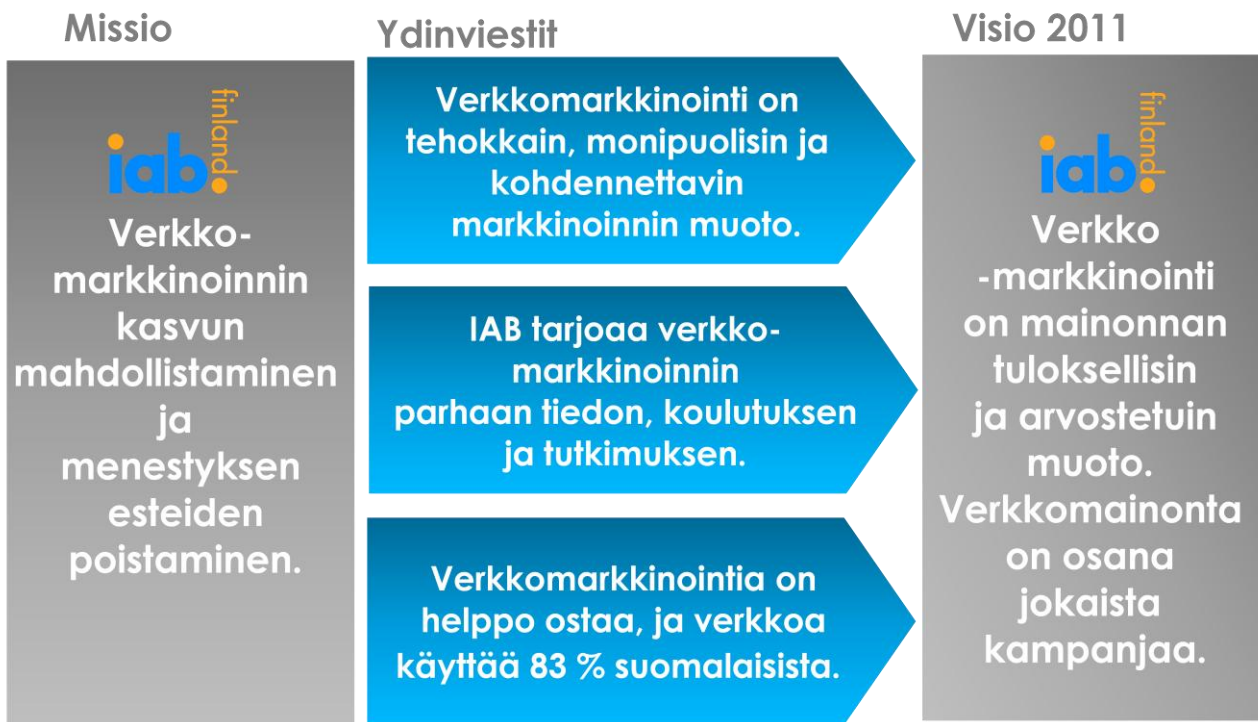 Missio
iab.
finland
Verkko-
markkinoinnin
kasvun
mahdollistaminen
ja
menestyksen
esteiden
poistaminen.
Ydinviestit
Verkkomarkkinointi on
tehokkain, monipuolisin ja
kohdennettavin
markkinoinnin muoto.
IAB tarjoaa verkko-
markkinoinnin
parhaan tiedon, koulutuksen
ja tutkimuksen.
Verkkomarkkinointia on
helppo ostaa, ja verkkoa
käyttää 83 % suomalaisista.
Visio 2011
iab.
finland
Verkko
-markkinointi
on mainonnan
tuloksellisin
ja arvostetuin
muoto.
Verkkomainonta
on osana
jokaista
kampanjaa.